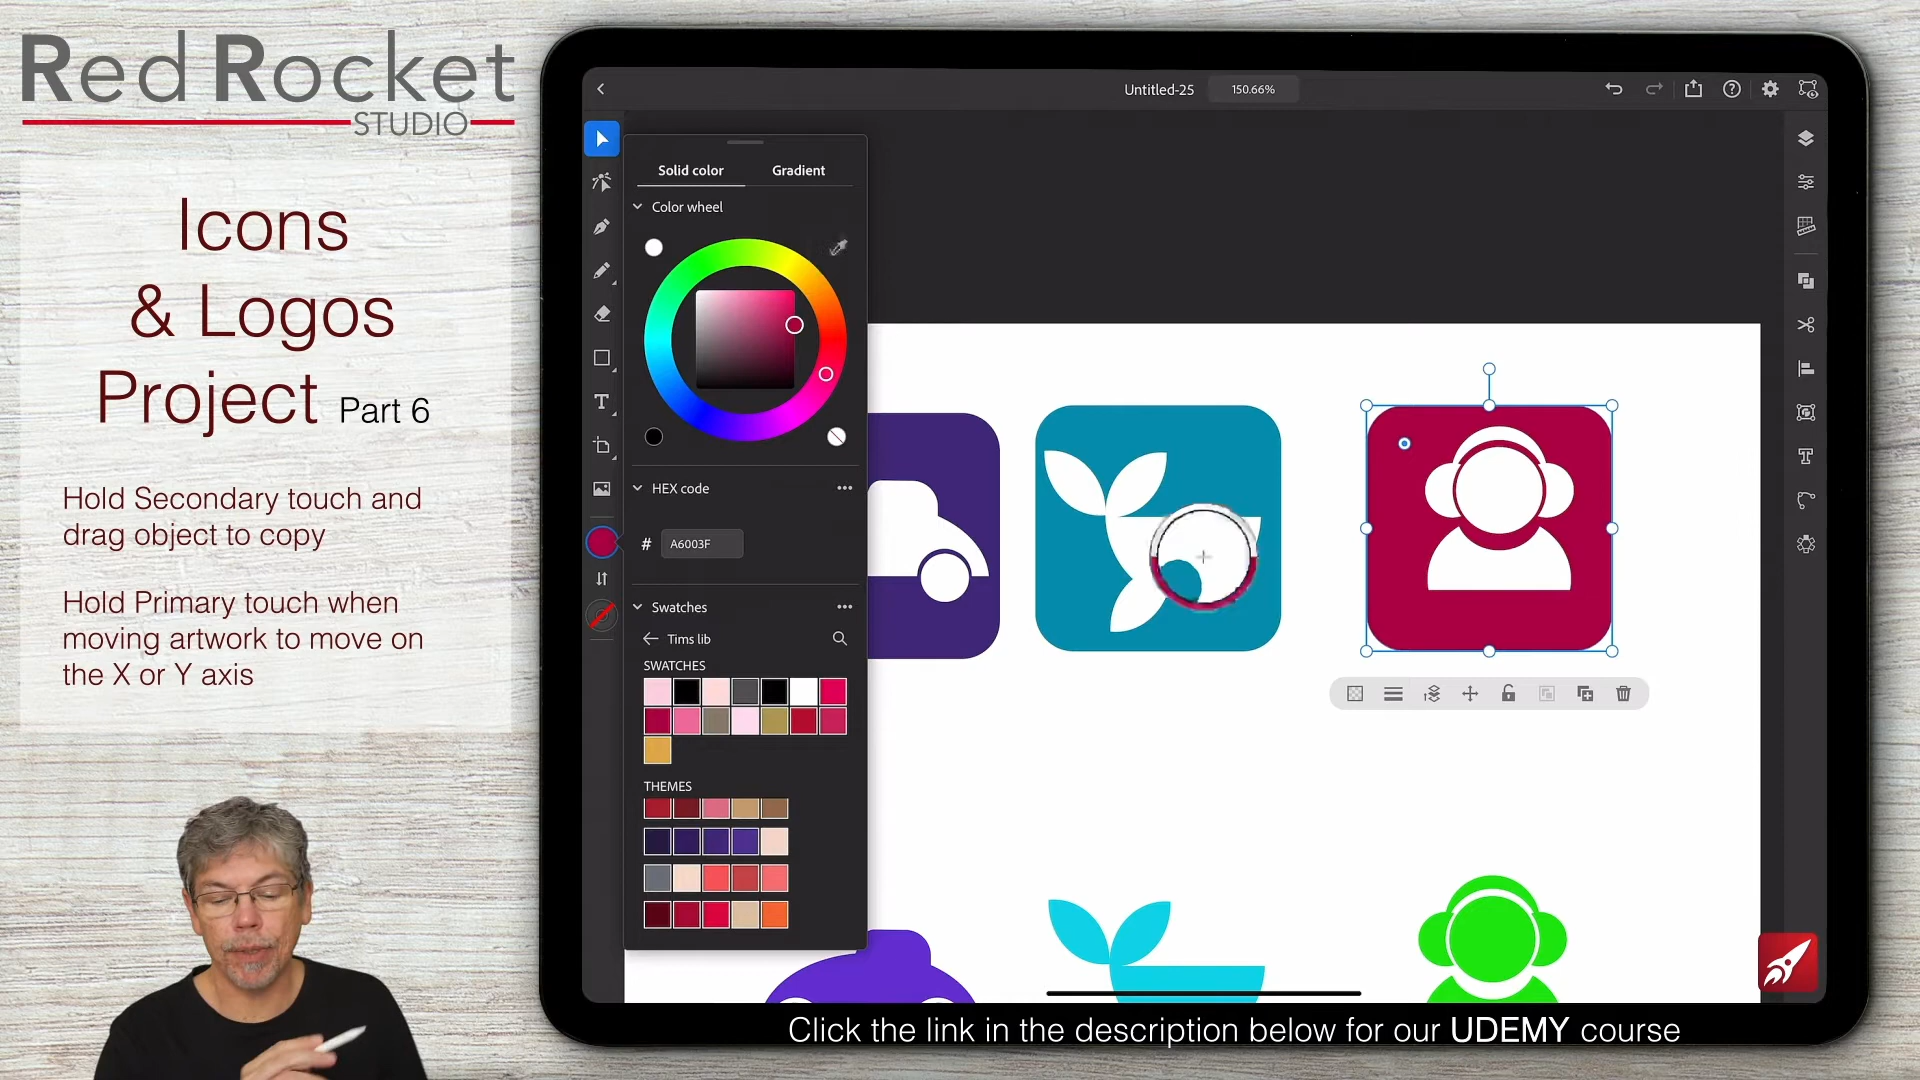 Red Rocket
STUDIO
Icons
& Logos
Project Part 6
Hold Secondary touch and
drag object to copy
Hold Primary touch when
moving artwork to move on
the X or Y axis
Untitled-25
150.66%
Solid color
Gradient
Color wheel
HEX code
# A6003F
Swatches
Tims lib
SWATCHES
THEMES
Click the link in the description below for our UDEMY course